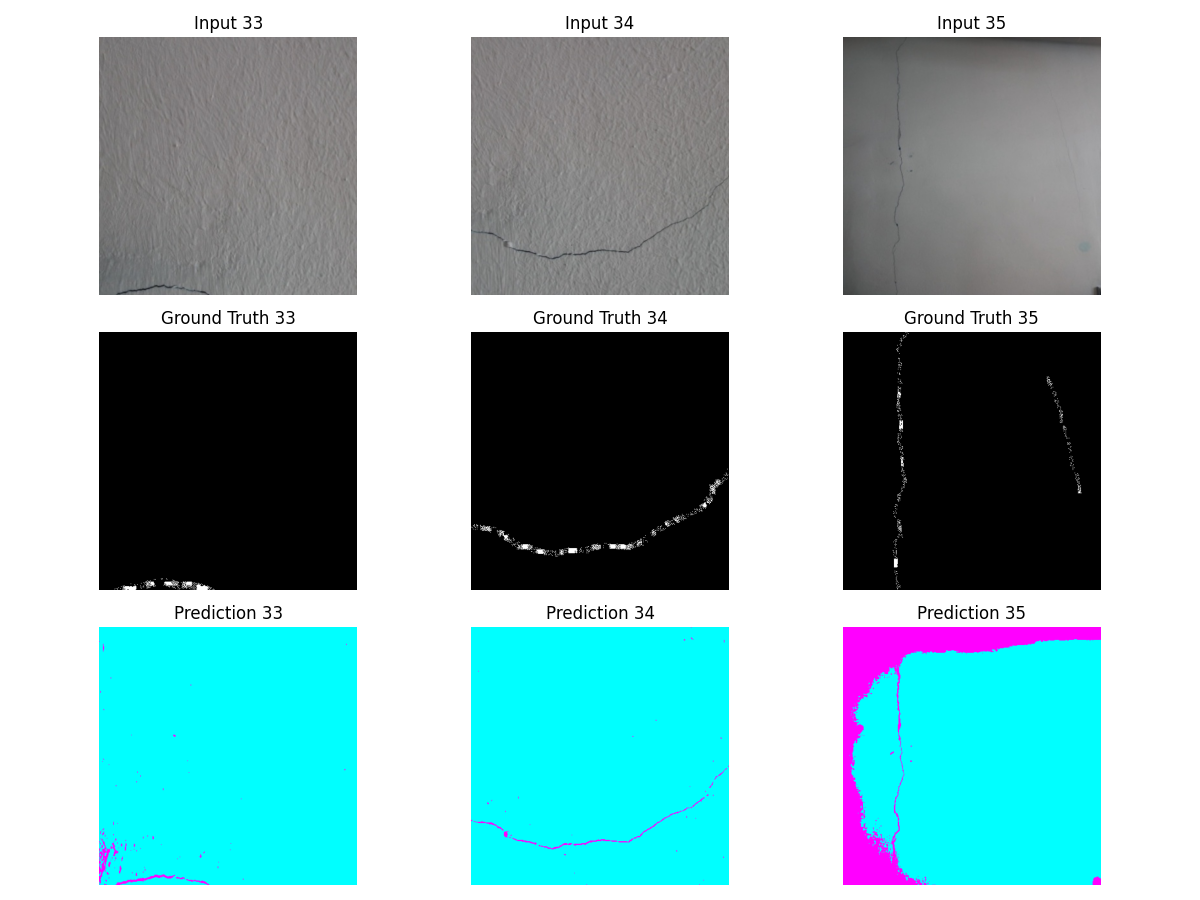 Input 33
Input 34
Input 35
Ground Truth 33
Ground Truth 34
Ground Truth 35
Prediction 33
Prediction 34
Prediction 35